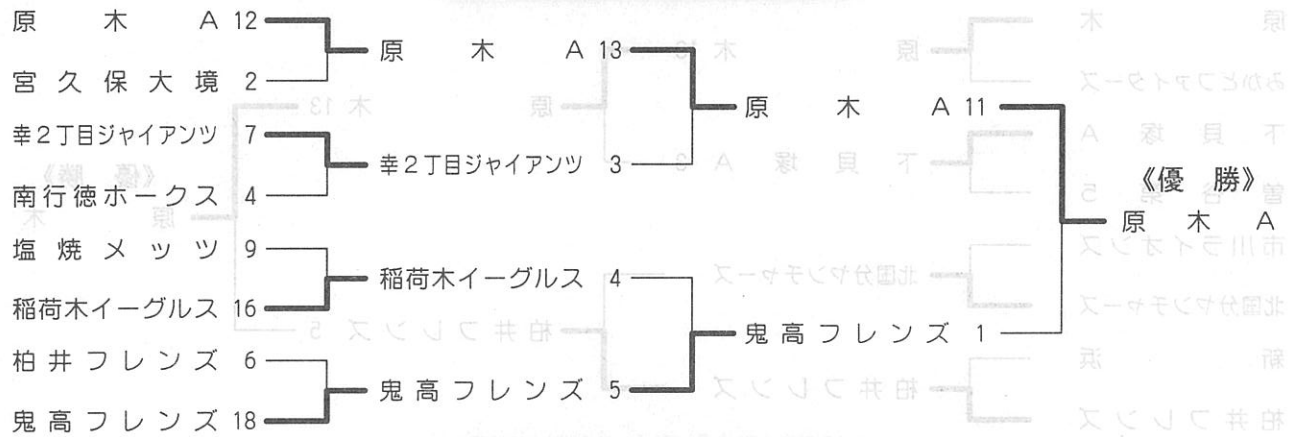 原木A 12
宮久保大境 2
幸2丁目ジャイアンツ 7
南行徳ホークス 4
塩焼メッツ 9
稲荷木イーグルス 16
柏井フレンズ 6
鬼高フレンズ 18
原木A 13
幸2丁目ジャイアンツ 3
稲荷木イーグルス 4
鬼高フレンズ 5
原木A 11
鬼高フレンズ 1
《優勝》
原木A